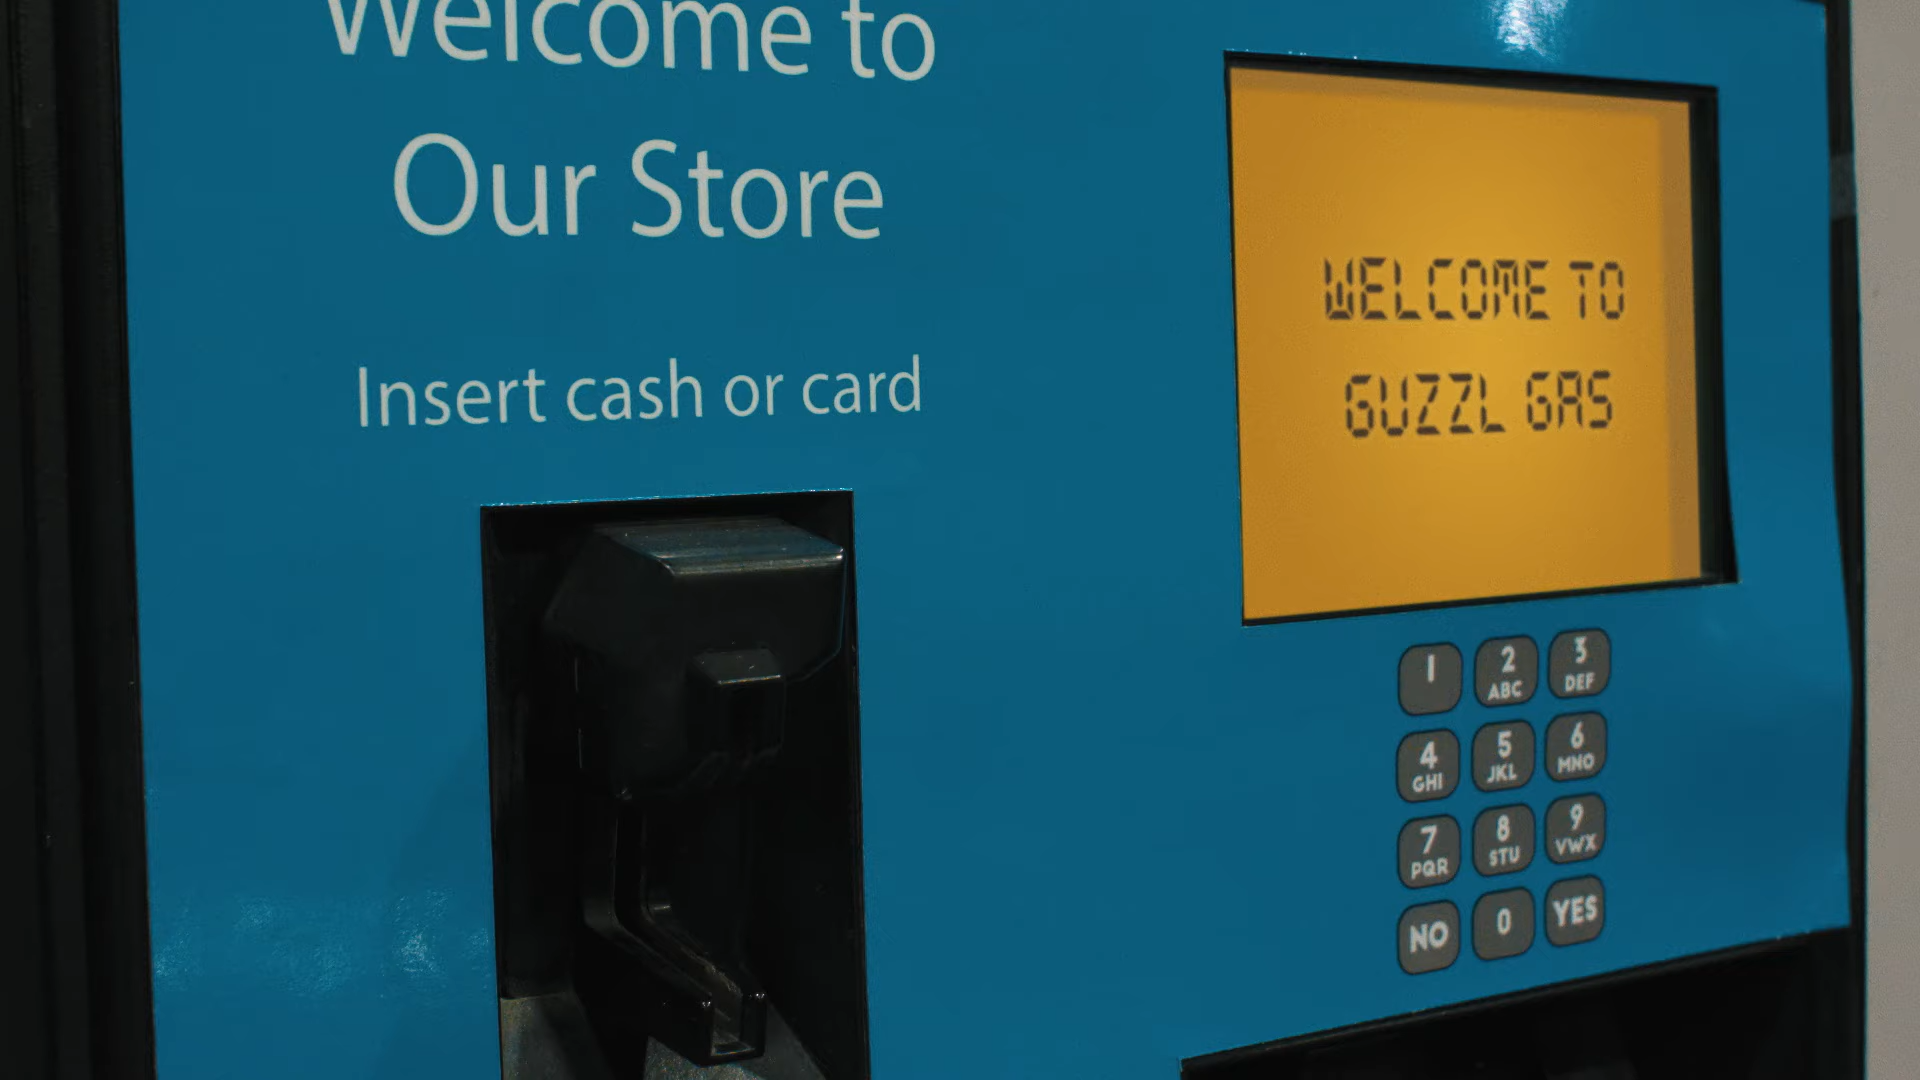 Welcome to
Our Store
Insert cash or card
WELCOME TO
GUZZL GAS
1
2
ABC
3
DEF
4
GHI
5
JKL
6
MNO
7
PQR
8
STU
9
VWX
NO
0
YES